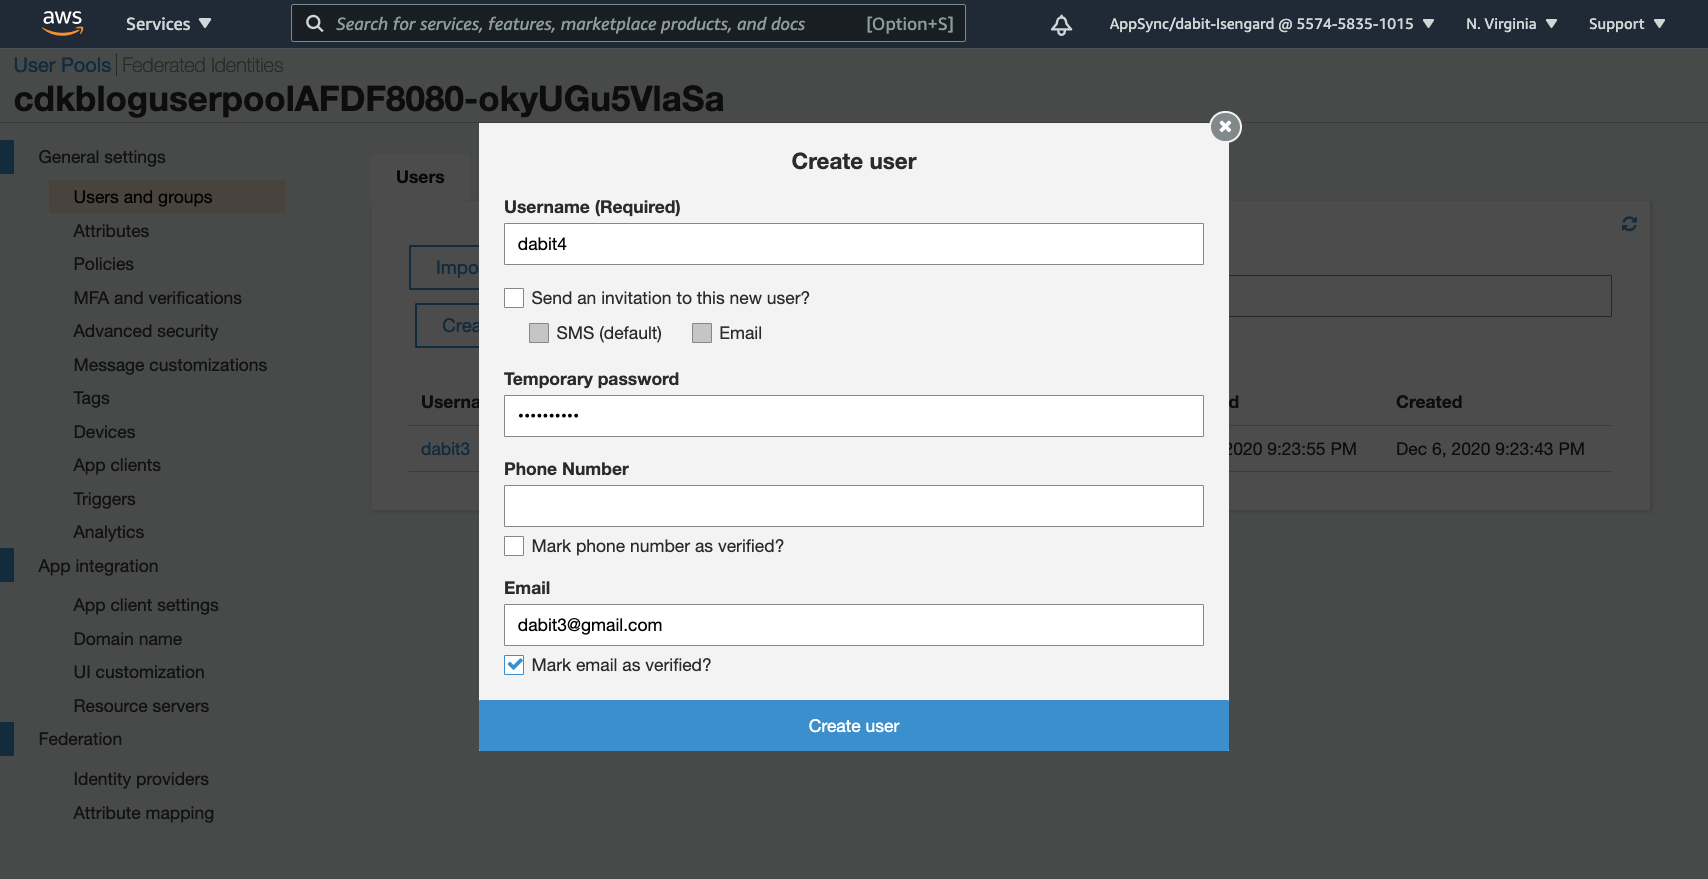 aws Services Search for services, features, marketplace products, and docs [Option+S] AppSync/dabit-Isengard @ 5574-5835-1015 N. Virginia Support
User Pools Federated Identities
cdkbloguserpoolAFDF8080-okyUGu5VlaSa
General settings
Users and groups
Attributes
Policies
MFA and verifications
Advanced security
Message customizations
Tags
Devices
App clients
Triggers
Analytics
App integration
App client settings
Domain name
UI customization
Resource servers
Federation
Identity providers
Attribute mapping
Users
Impo
Crea
Userna d Created
dabit3 2020 9:23:55 PM Dec 6, 2020 9:23:43 PM
Create user
Username (Required)
dabit4
Send an invitation to this new user?
SMS (default) Email
Temporary password
••••••••••
Phone Number
Mark phone number as verified?
Email
dabit3@gmail.com
Mark email as verified?
Create user